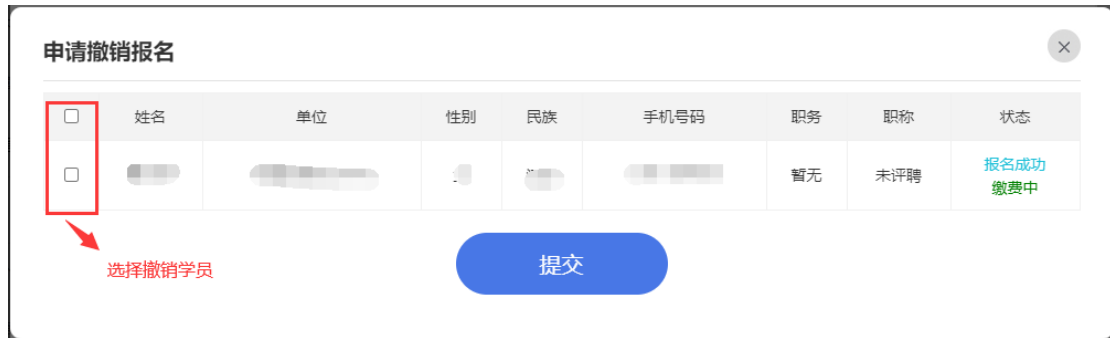 申请撤销报名
姓名 单位 性别 民族 手机号码 职务 职称 状态
暂无 未评聘 报名成功
缴费中
选择撤销学员
提交